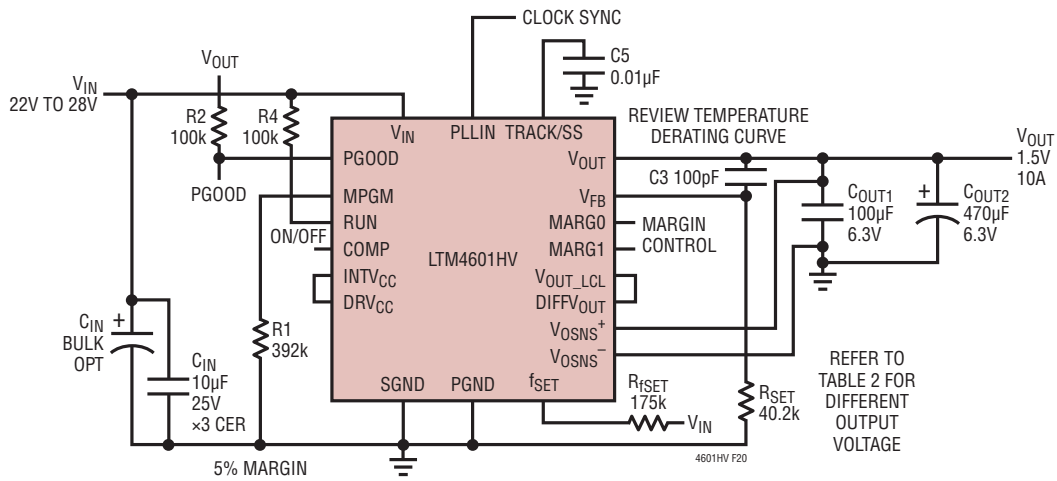 CLOCK SYNC
C5
0.01µF
VOUT
VIN
22V TO 28V
R2
100k
R4
100k
REVIEW TEMPERATURE
DERATING CURVE
VIN
PLLIN
TRACK/SS
PGOOD
VOUT
VOUT
1.5V
10A
PGOOD
C3 100pF
MPGM
VFB
RUN
MARG0
MARGIN
CONTROL
ON/OFF
COMP
MARG1
LTM4601HV
INTVCC
VOUT_LCL
DRVCC
DIFFVOUT
COUT1
100µF
6.3V
+
COUT2
470µF
6.3V
VOSNS+
VOSNS–
CIN
BULK
OPT
+
R1
392k
CIN
10µF
25V
×3 CER
SGND
PGND
fSET
RfSET
175k
VIN
RSET
40.2k
REFER TO
TABLE 2 FOR
DIFFERENT
OUTPUT
VOLTAGE
5% MARGIN
4601HV F20